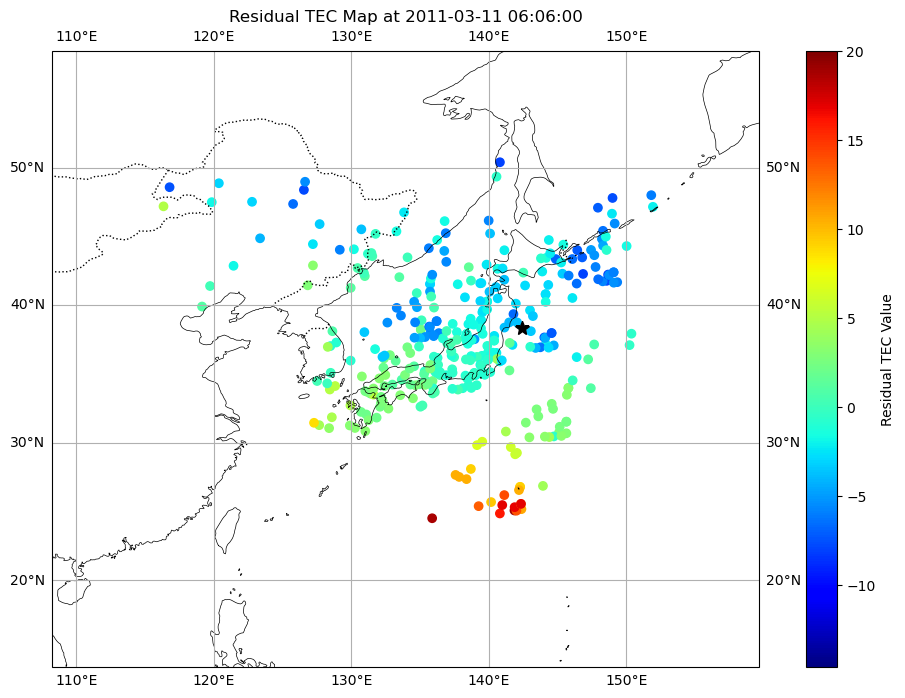 Residual TEC Map at 2011-03-11 06:06:00
110°E 120°E 130°E 140°E 150°E
50°N 50°N
40°N 40°N
30°N 30°N
20°N 20°N
110°E 120°E 130°E 140°E 150°E
20
15
10
5
0
−5
−10
Residual TEC Value